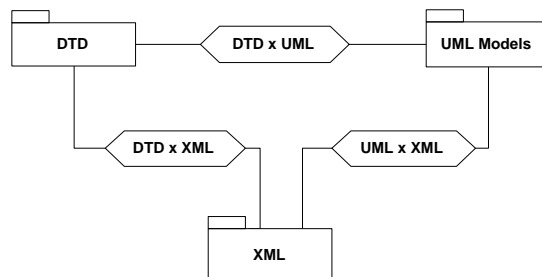 DTD
DTD x UML
UML Models
DTD x XML
UML x XML
XML